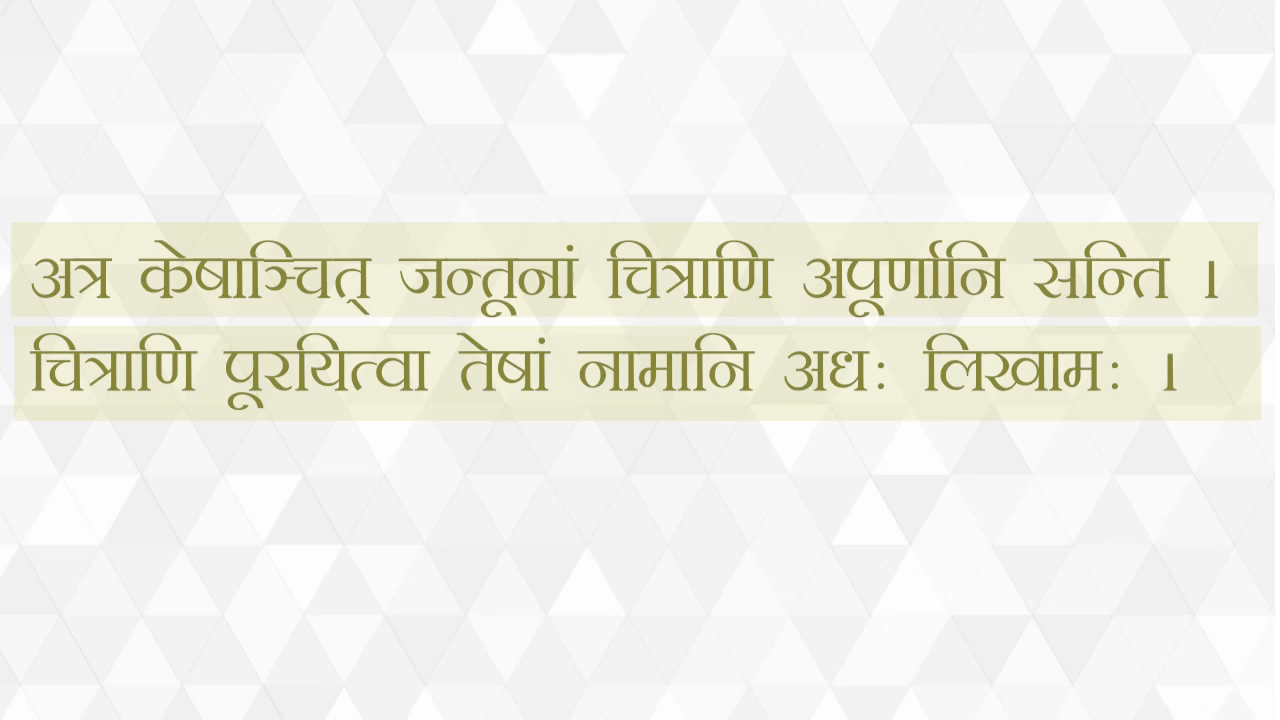 अत्र केषाञ्चित् जन्तूनां चित्राणि अपूर्णानि सन्ति ।
चित्राणि पूरयित्वा तेषां नामानि अधः लिखामः ।